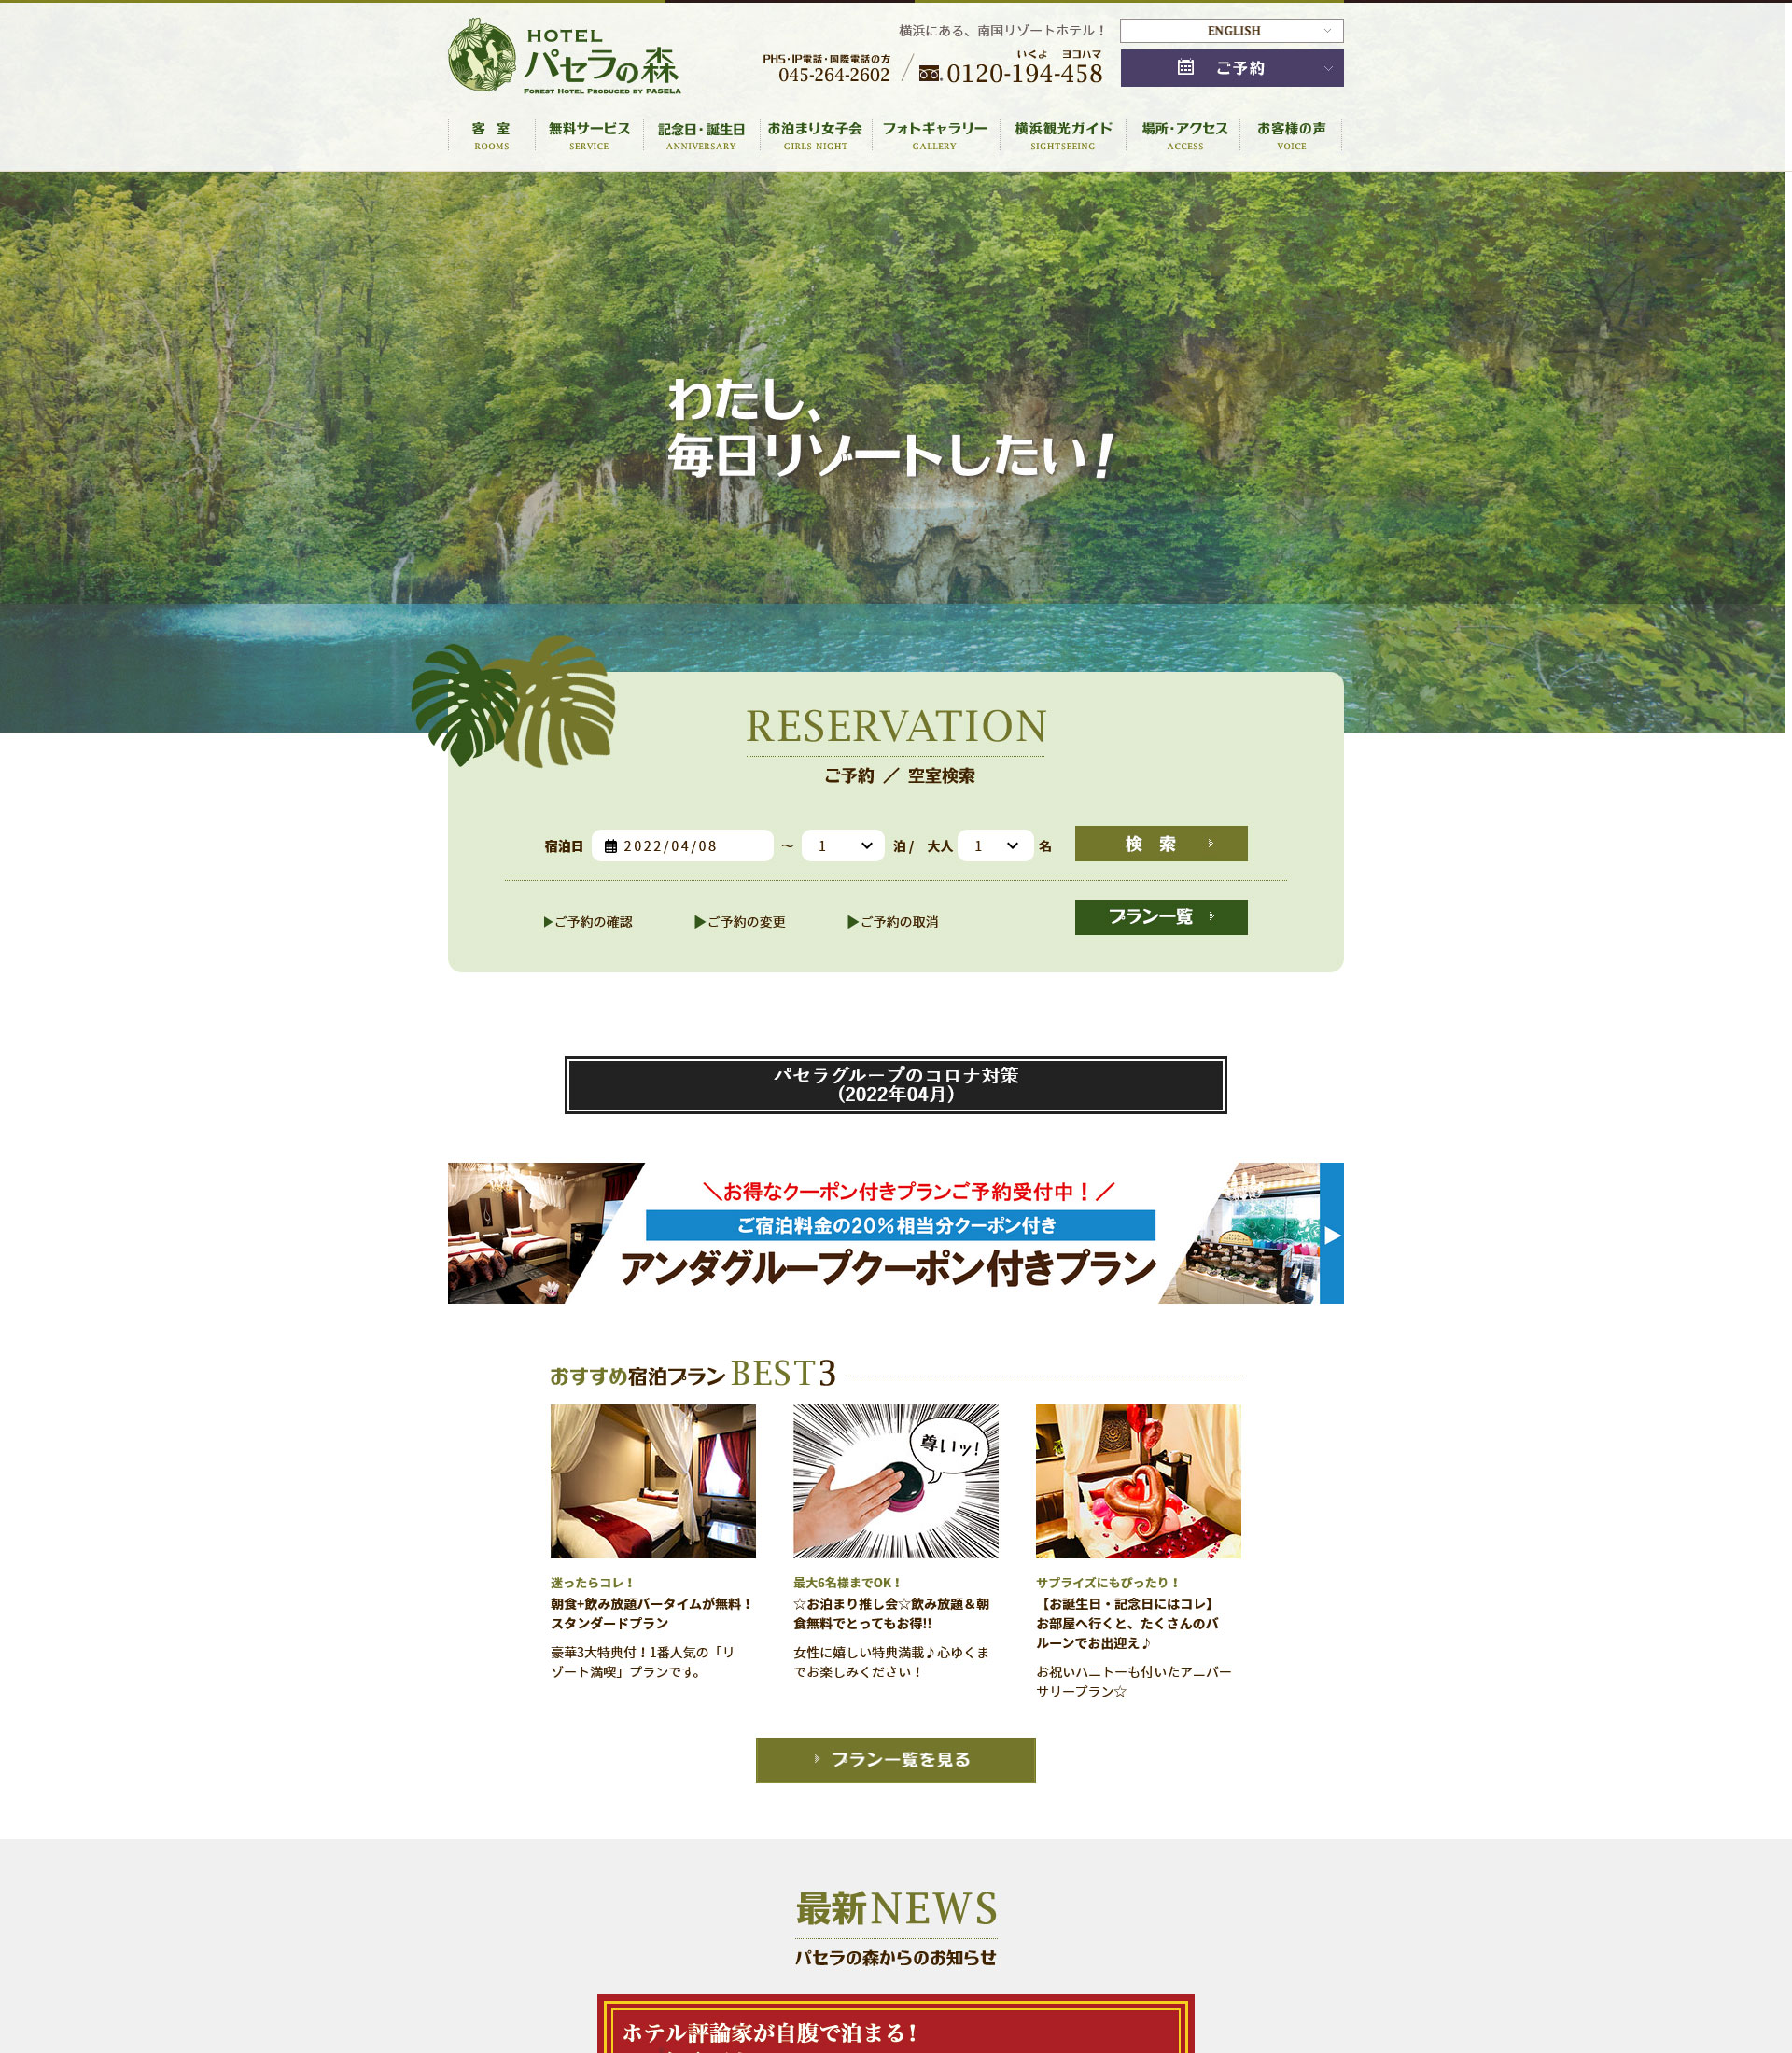 HOTEL
パセラの森
FOREST HOTEL PRODUCED BY PASELA
横浜にある、南国リゾートホテル！
PHS・IP電話・国際電話の方
045-264-2602
いくよ ヨコハマ
0120-194-458
ENGLISH
ご予約
客 室
ROOMS
無料サービス
SERVICE
記念日・誕生日
ANNIVERSARY
お泊まり女子会
GIRLS NIGHT
フォトギャラリー
GALLERY
横浜観光ガイド
SIGHTSEEING
場所・アクセス
ACCESS
お客様の声
VOICE
わたし、
毎日リゾートしたい！
RESERVATION
ご予約 ／ 空室検索
宿泊日 2022/04/08 ～ 1 泊 / 大人 1 名
検 索
▶ご予約の確認 ▶ご予約の変更 ▶ご予約の取消
プラン一覧
パセラグループのコロナ対策
(2022年04月)
＼お得なクーポン付きプランご予約受付中！／
ご宿泊料金の20%相当分クーポン付き
アンダグループクーポン付きプラン
おすすめ宿泊プラン BEST3
尊いッ!
迷ったらコレ！
朝食+飲み放題バータイムが無料！
スタンダードプラン
豪華3大特典付！1番人気の「リ
ゾート満喫」プランです。
最大6名様までOK！
☆お泊まり推し会☆飲み放題＆朝
食無料でとってもお得!!
女性に嬉しい特典満載♪心ゆくま
でお楽しみください！
サプライズにもぴったり！
【お誕生日・記念日にはコレ】
お部屋へ行くと、たくさんのバ
ルーンでお出迎え♪
お祝いハニトーも付いたアニバー
サリープラン☆
プラン一覧を見る
最新NEWS
パセラの森からのお知らせ
ホテル評論家が自腹で泊まる！